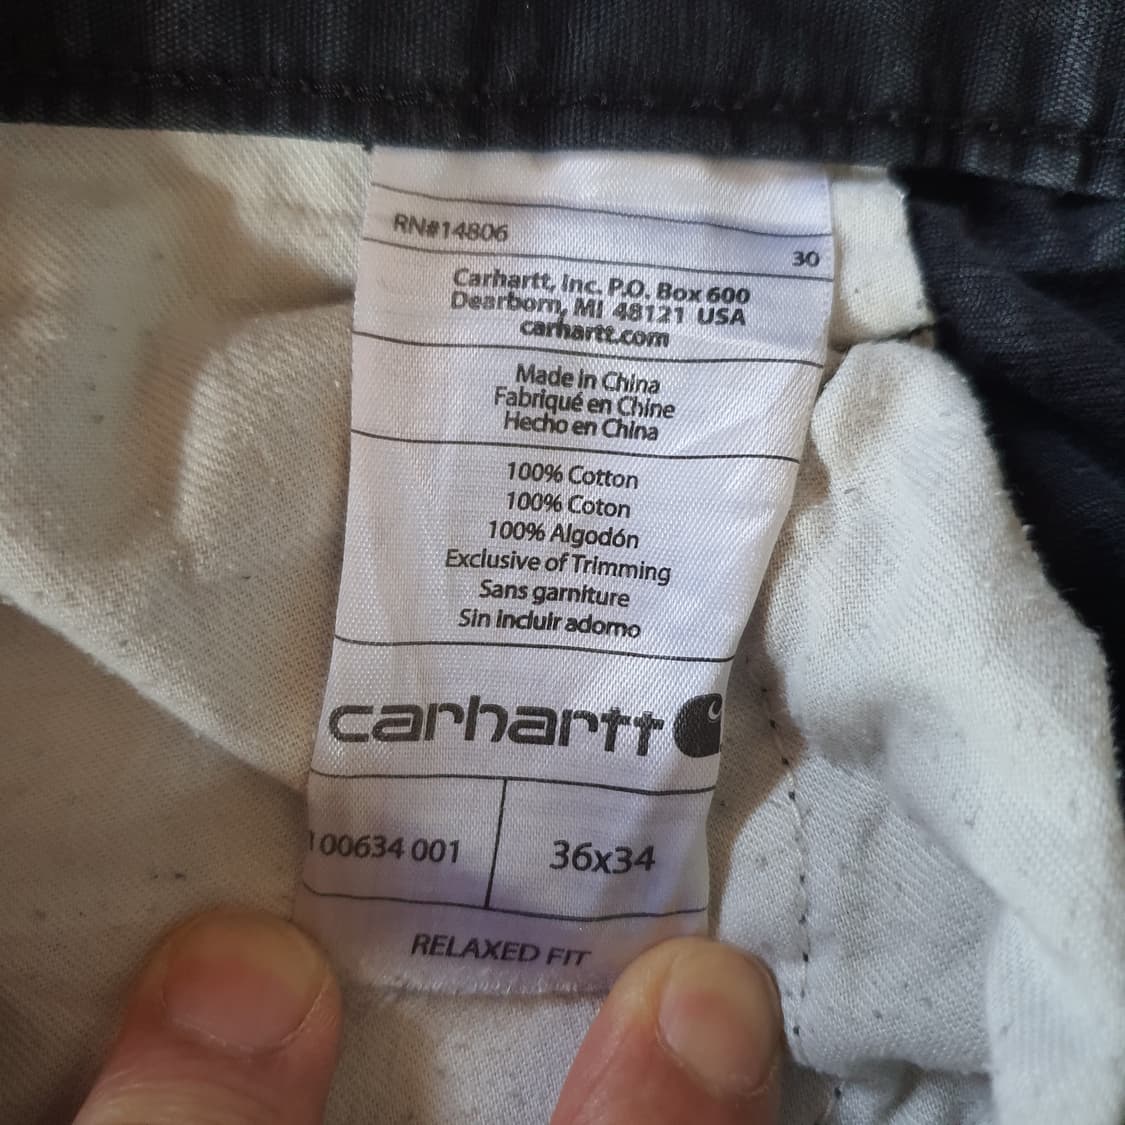 RN#14806
30
Carhartt, Inc. P.O. Box 600
Dearborn, MI 48121 USA
carhartt.com
Made in China
Fabriqué en Chine
Hecho en China
100% Cotton
100% Coton
100% Algodón
Exclusive of Trimming
Sans garniture
Sin incluir adorno
carhartt
100634 001
36x34
RELAXED FIT